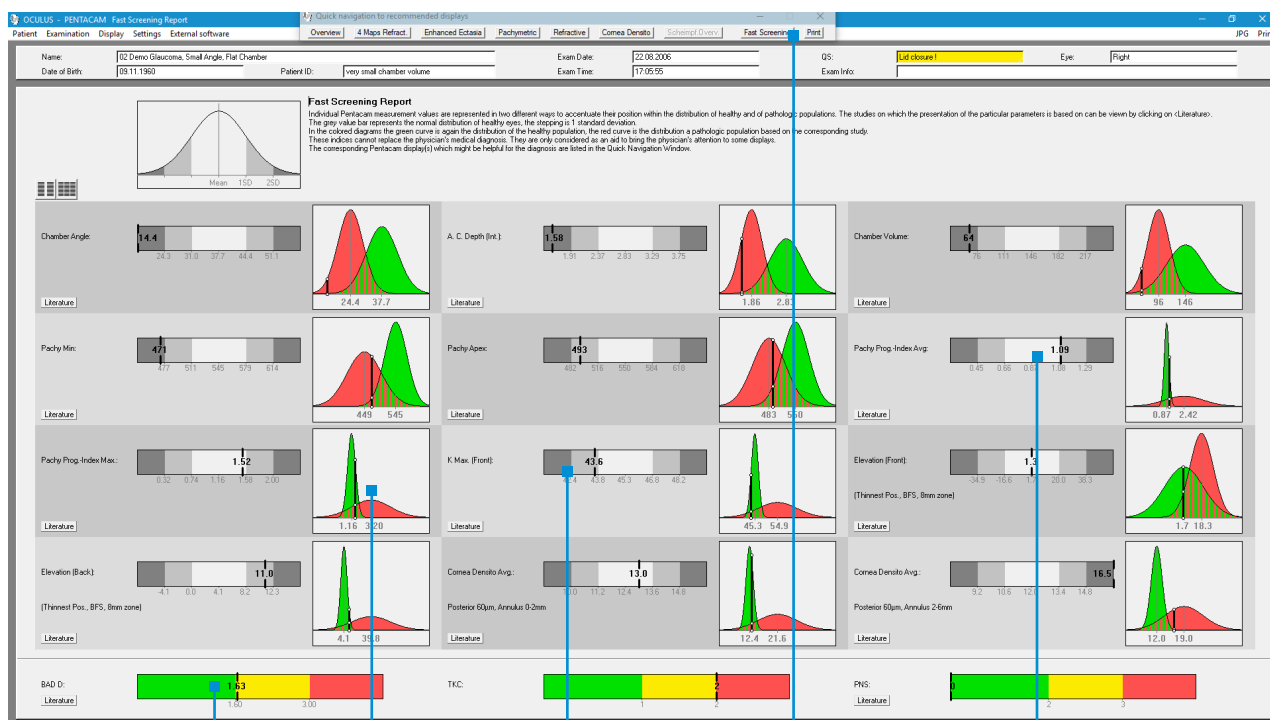 OCULUS - PENTACAM Fast Screening Report
Quick navigation to recommended displays
Patient Examination Display Settings External software
Overview 4 Maps Refract. Enhanced Ectasia Pachymetric Refractive Cornea Densito Scheimpf.Overv. Fast Screening Print
JPG Prin
Name: 02 Demo Glaucoma, Small Angle, Flat Chamber Exam Date: 22.08.2006 QS: Lid closure ! Eye: Right
Date of Birth: 09.11.1960 Patient ID: very small chamber volume Exam Time: 17:05:55 Exam Info:
Fast Screening Report
Individual Pentacam measurement values are represented in two different ways to accentuate their position within the distribution of healthy and of pathologic populations. The studies on which the presentation of the particular parameters is based on can be viewn by clicking on <Literature>.
The grey value bar represents the normal distribution of healthy eyes, the stepping is 1 standard deviation.
In the colored diagrams the green curve is again the distribution of the healthy population, the red curve is the distribution a pathologic population based on the corresponding study.
These indices cannot replace the physician's medical diagnosis. They are only considered as an aid to bring the physician's attention to some displays.
The corresponding Pentacam display(s) which might be helpful for the diagnosis are listed in the Quick Navigation Window.
Mean 1SD 2SD
Chamber Angle: 14.4
24.3 31.0 37.7 44.4 51.1
Literature
24.4 37.7
A. C. Depth (Int.): 1.58
1.91 2.37 2.83 3.29 3.75
Literature
1.86 2.83
Chamber Volume: 64
76 111 146 182 217
Literature
96 146
Pachy Min: 471
477 511 545 579 614
Literature
449 545
Pachy Apex: 493
482 516 550 584 618
Literature
483 550
Pachy Prog.-Index Avg: 1.09
0.45 0.66 0.87 1.08 1.29
Literature
0.87 2.42
Pachy Prog.-Index Max.: 1.52
0.32 0.74 1.16 1.58 2.00
Literature
1.16 3.20
K Max. (Front): 43.6
42.4 43.8 45.3 46.8 48.2
Literature
45.3 54.9
Elevation (Front): 1.3
-34.9 -16.6 20.0 38.3
(Thinnest Pos., BFS, 8mm zone)
Literature
1.7 18.3
Elevation (Back): 11.0
-4.1 0.0 4.1 8.2 12.3
(Thinnest Pos., BFS, 8mm zone)
Literature
4.1 39.8
Cornea Densito Avg.: 13.0
10.0 11.2 12.4 13.6 14.8
Posterior 60µm, Annulus 0-2mm
Literature
12.4 21.6
Cornea Densito Avg.: 16.5
9.2 10.6 12.0 13.4 14.8
Posterior 60µm, Annulus 2-6mm
Literature
12.0 19.0
BAD D: 1.63
Literature 1.60 3.00
TKC: 2
1 2
PNS: 0
Literature 2 3